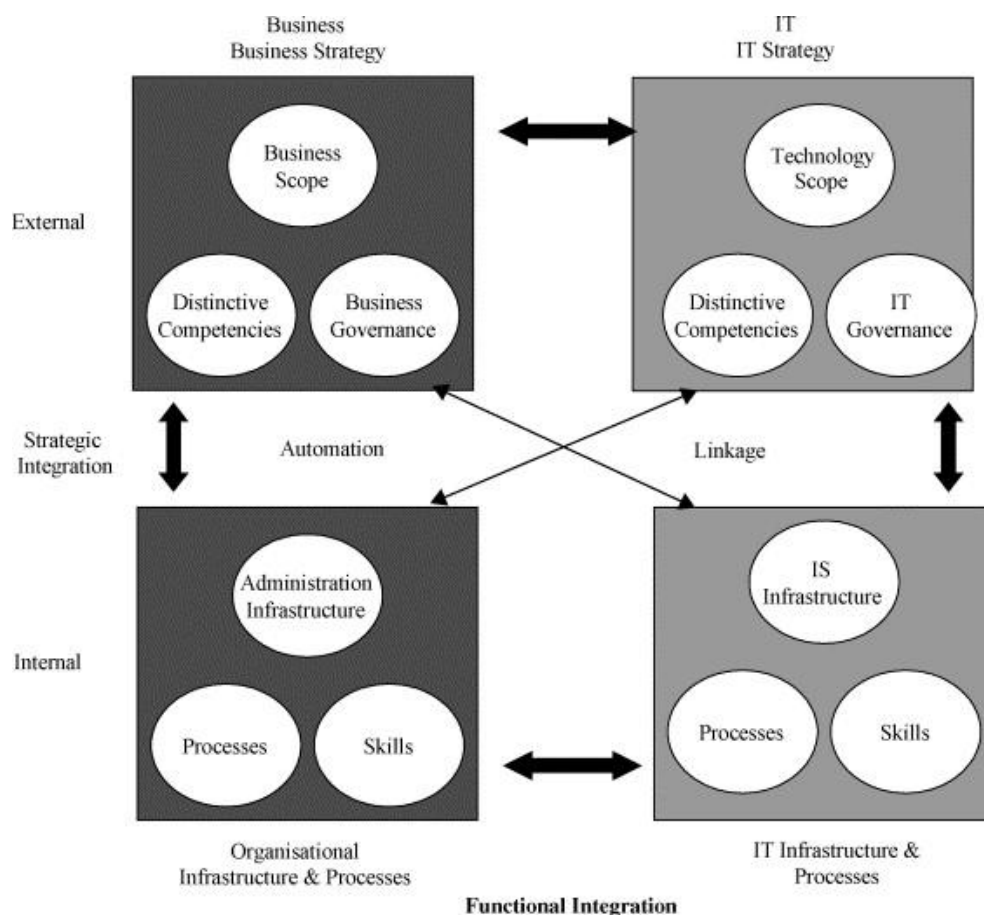 Business
Business Strategy
IT
IT Strategy
Business
Scope
Technology
Scope
External
Distinctive
Competencies
Business
Governance
Distinctive
Competencies
IT
Governance
Strategic
Integration
Automation
Linkage
Administration
Infrastructure
IS
Infrastructure
Internal
Processes
Skills
Processes
Skills
Organisational
Infrastructure & Processes
IT Infrastructure &
Processes
Functional Integration